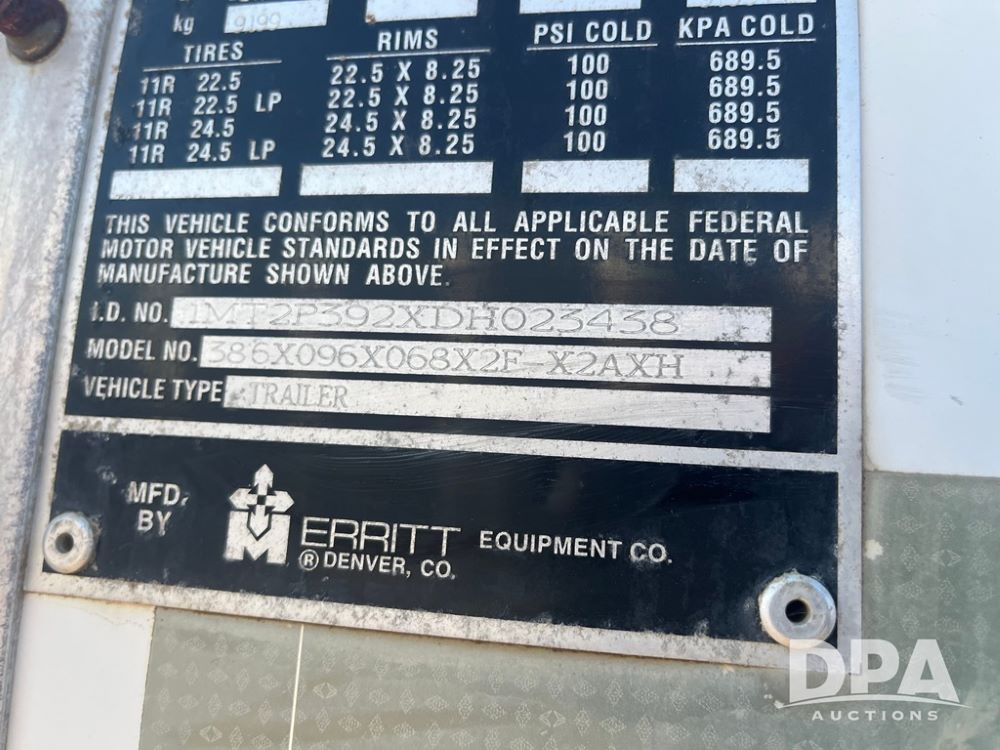 kg 9199
TIRES RIMS PSI COLD KPA COLD
11R 22.5 22.5 X 8.25 100 689.5
11R 22.5 LP 22.5 X 8.25 100 689.5
11R 24.5 24.5 X 8.25 100 689.5
11R 24.5 LP 24.5 X 8.25 100 689.5
THIS VEHICLE CONFORMS TO ALL APPLICABLE FEDERAL
MOTOR VEHICLE STANDARDS IN EFFECT ON THE DATE OF
MANUFACTURE SHOWN ABOVE.
I.D. NO. 1MT2P392XDH023438
MODEL NO. 386X096X068X2F-X2AXH
VEHICLE TYPE TRAILER
MFD. BY MERRITT EQUIPMENT CO.
® DENVER, CO.
DPA
AUCTIONS